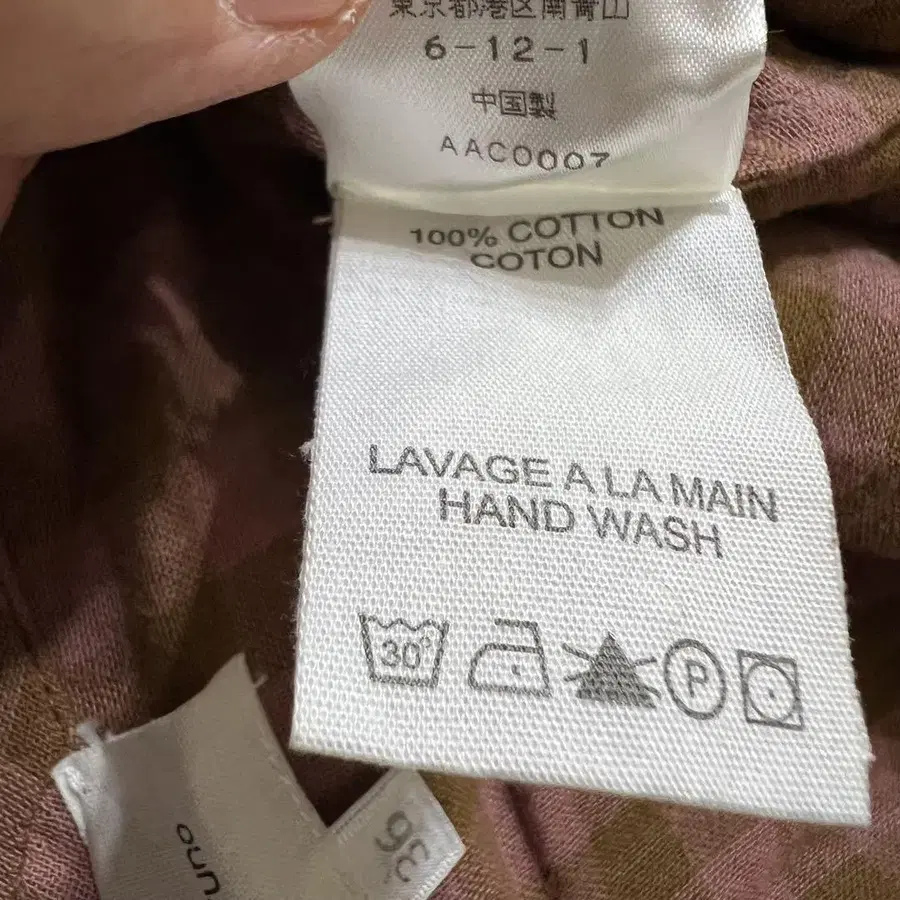 東京都港区南青山
6-12-1
中国製
AAC0007
100% COTTON
COTON
LAVAGE A LA MAIN
HAND WASH
30°
P
36